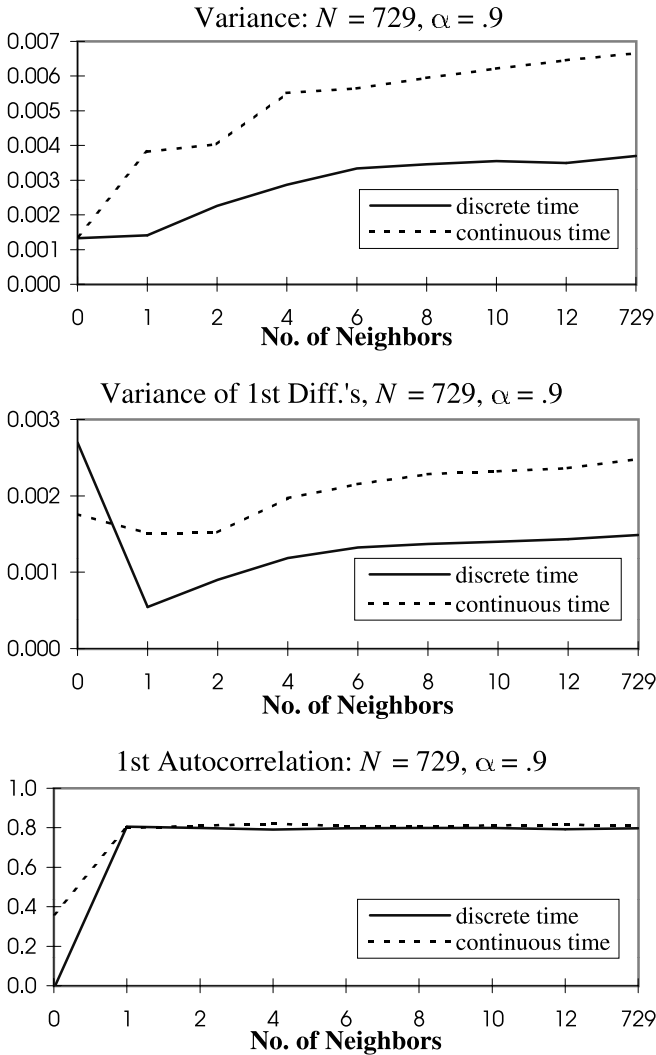 Variance: N = 729, α = .9
0.007
0.006
0.005
0.004
0.003
0.002
0.001
0.000
discrete time
continuous time
0 1 2 4 6 8 10 12 729
No. of Neighbors
Variance of 1st Diff.'s, N = 729, α = .9
0.003
0.002
0.001
0.000
discrete time
continuous time
0 1 2 4 6 8 10 12 729
No. of Neighbors
1st Autocorrelation: N = 729, α = .9
1.0
0.8
0.6
0.4
0.2
0.0
discrete time
continuous time
0 1 2 4 6 8 10 12 729
No. of Neighbors